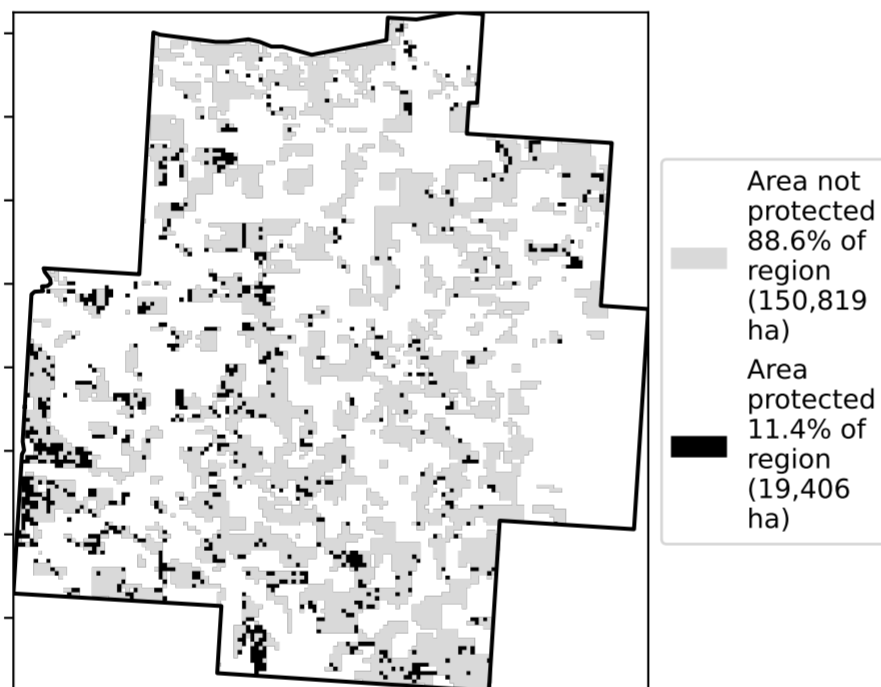 Area not
protected
88.6% of
region
(150,819
ha)
Area
protected
11.4% of
region
(19,406
ha)